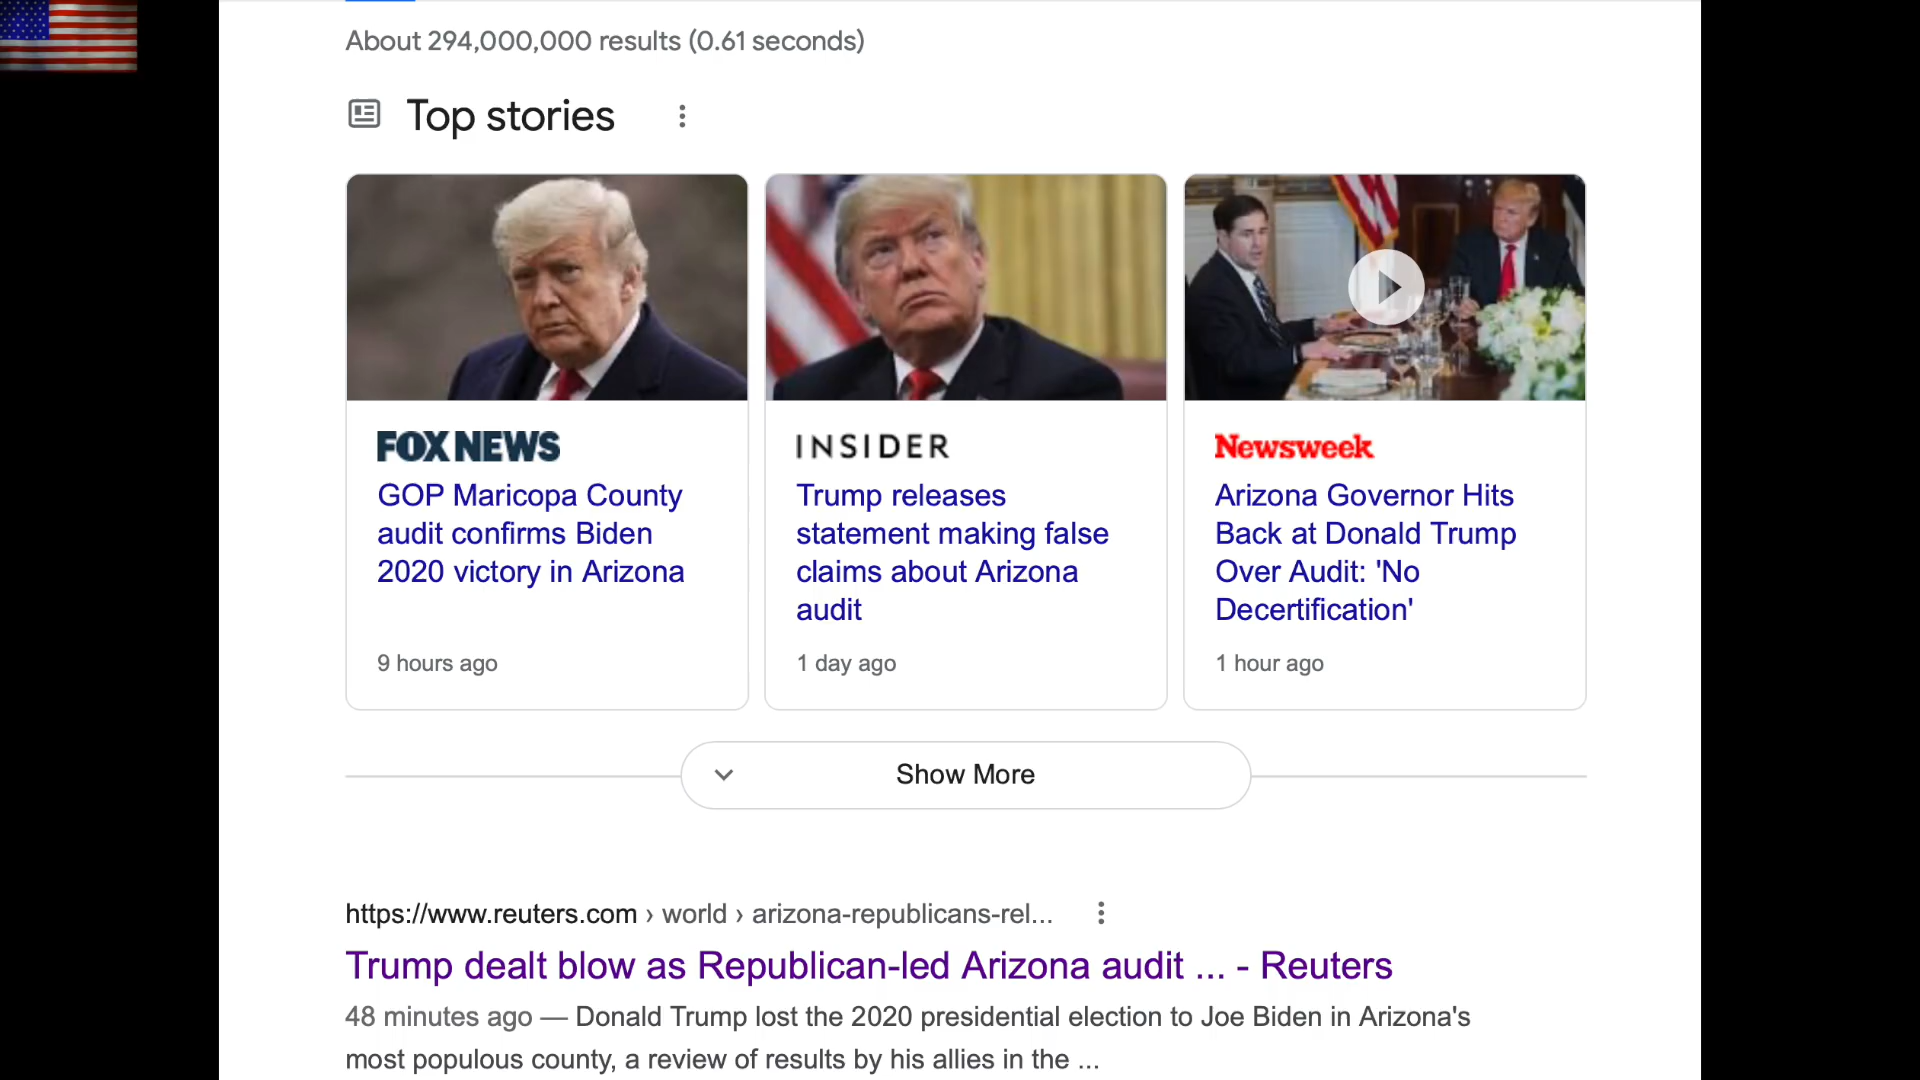 About 294,000,000 results (0.61 seconds)
Top stories
FOX NEWS
GOP Maricopa County
audit confirms Biden
2020 victory in Arizona
9 hours ago
INSIDER
Trump releases
statement making false
claims about Arizona
audit
1 day ago
Newsweek
Arizona Governor Hits
Back at Donald Trump
Over Audit: 'No
Decertification'
1 hour ago
Show More
https://www.reuters.com › world › arizona-republicans-rel...
Trump dealt blow as Republican-led Arizona audit ... - Reuters
48 minutes ago — Donald Trump lost the 2020 presidential election to Joe Biden in Arizona's
most populous county, a review of results by his allies in the ...